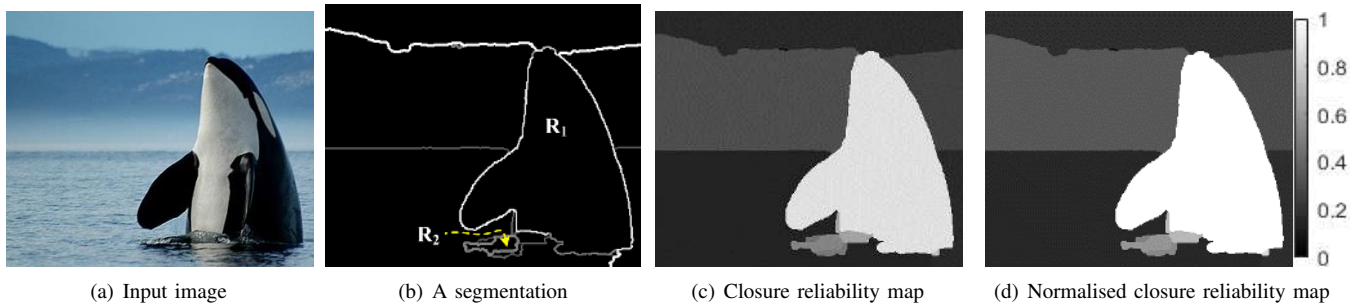 R₁
R₂
1
0.8
0.6
0.4
0.2
0
(a) Input image
(b) A segmentation
(c) Closure reliability map
(d) Normalised closure reliability map